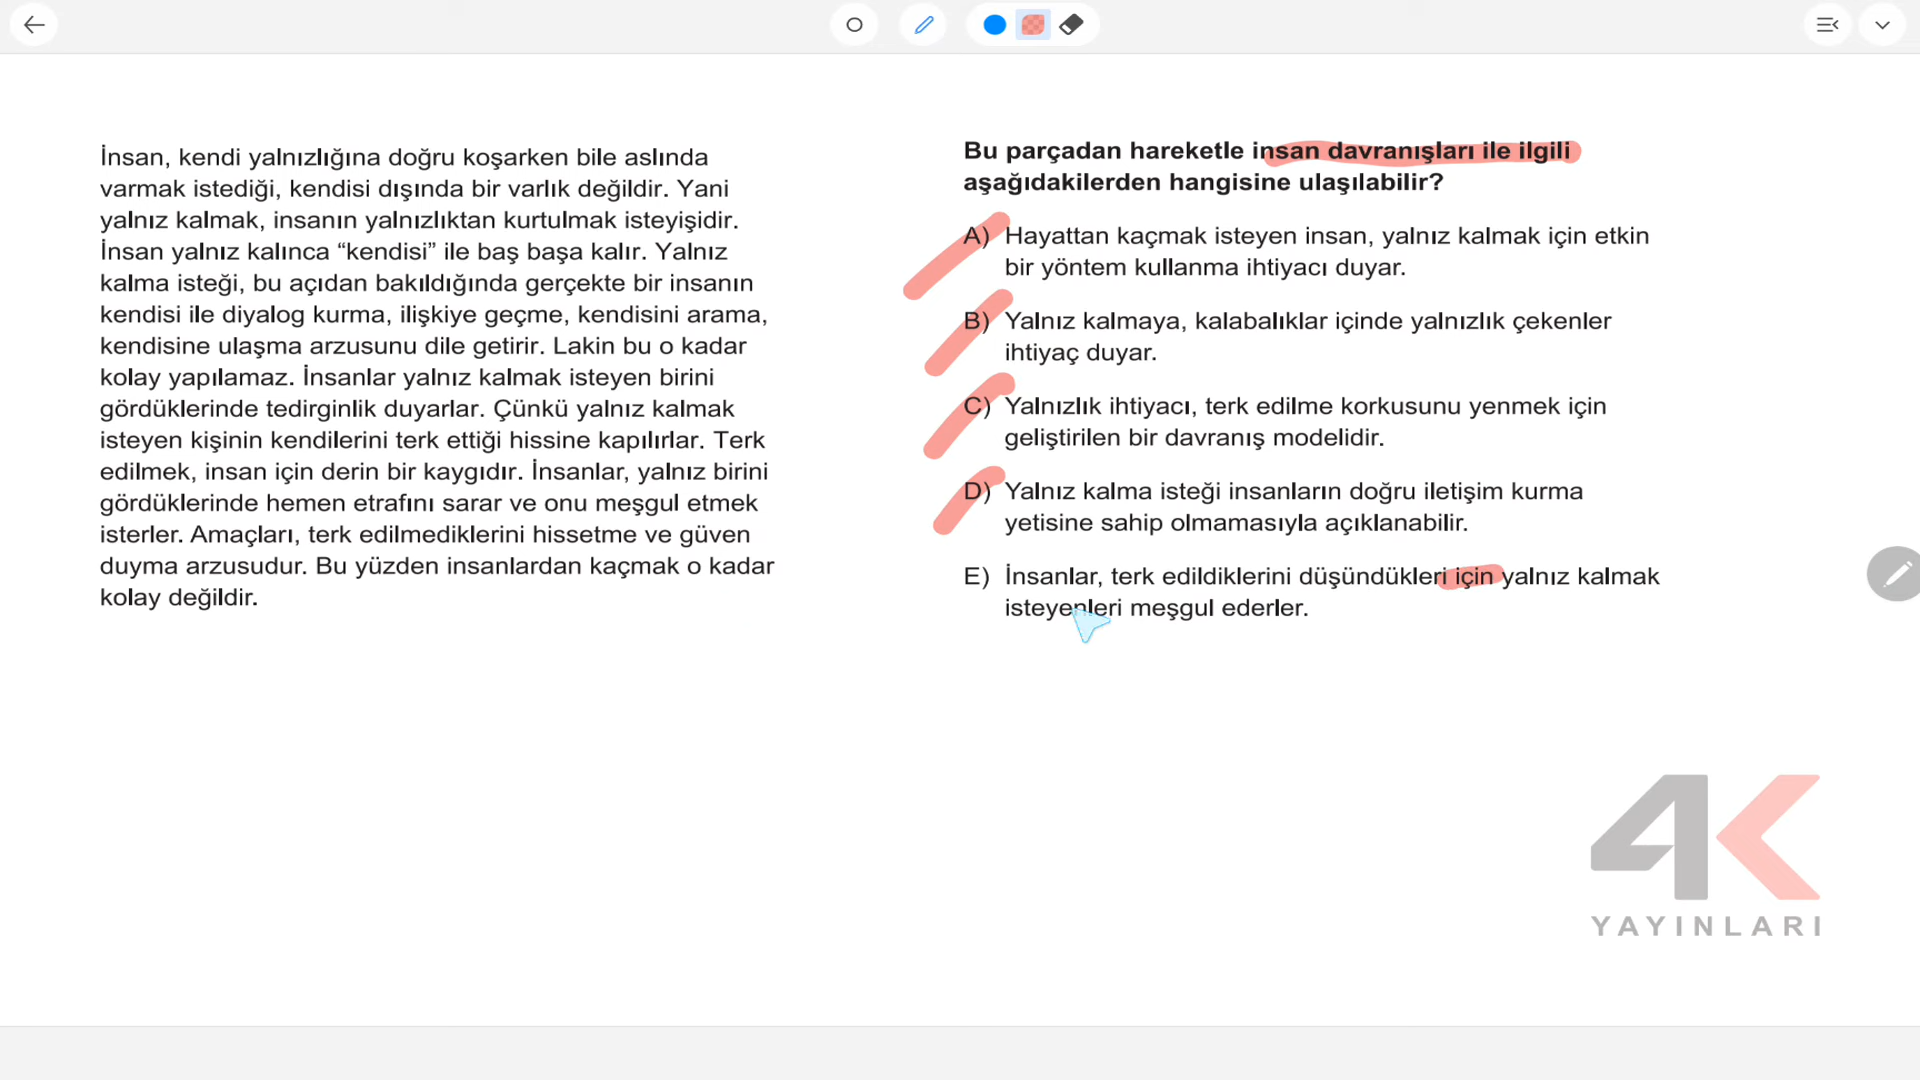 İnsan, kendi yalnızlığına doğru koşarken bile aslında
varmak istediği, kendisi dışında bir varlık değildir. Yani
yalnız kalmak, insanın yalnızlıktan kurtulmak isteyişidir.
İnsan yalnız kalınca “kendisi” ile baş başa kalır. Yalnız
kalma isteği, bu açıdan bakıldığında gerçekte bir insanın
kendisi ile diyalog kurma, ilişkiye geçme, kendisini arama,
kendisine ulaşma arzusunu dile getirir. Lakin bu o kadar
kolay yapılamaz. İnsanlar yalnız kalmak isteyen birini
gördüklerinde tedirginlik duyarlar. Çünkü yalnız kalmak
isteyen kişinin kendilerini terk ettiği hissine kapılırlar. Terk
edilmek, insan için derin bir kaygıdır. İnsanlar, yalnız birini
gördüklerinde hemen etrafını sarar ve onu meşgul etmek
isterler. Amaçları, terk edilmediklerini hissetme ve güven
duyma arzusudur. Bu yüzden insanlardan kaçmak o kadar
kolay değildir.
Bu parçadan hareketle insan davranışları ile ilgili
aşağıdakilerden hangisine ulaşılabilir?
A) Hayattan kaçmak isteyen insan, yalnız kalmak için etkin
bir yöntem kullanma ihtiyacı duyar.
B) Yalnız kalmaya, kalabalıklar içinde yalnızlık çekenler
ihtiyaç duyar.
C) Yalnızlık ihtiyacı, terk edilme korkusunu yenmek için
geliştirilen bir davranış modelidir.
D) Yalnız kalma isteği insanların doğru iletişim kurma
yetisine sahip olmamasıyla açıklanabilir.
E) İnsanlar, terk edildiklerini düşündükleri için yalnız kalmak
isteyenleri meşgul ederler.
4K
YAYINLARI